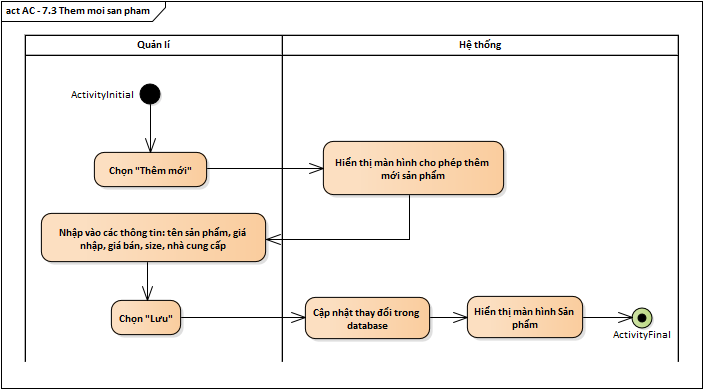 act AC - 7.3 Them moi san pham
Quản lí
Hệ thống
ActivityInitial
Chọn "Thêm mới"
Hiển thị màn hình cho phép thêm
mới sản phẩm
Nhập vào các thông tin: tên sản phẩm, giá
nhập, giá bán, size, nhà cung cấp
Chọn "Lưu"
Cập nhật thay đổi trong
database
Hiển thị màn hình Sản
phẩm
ActivityFinal